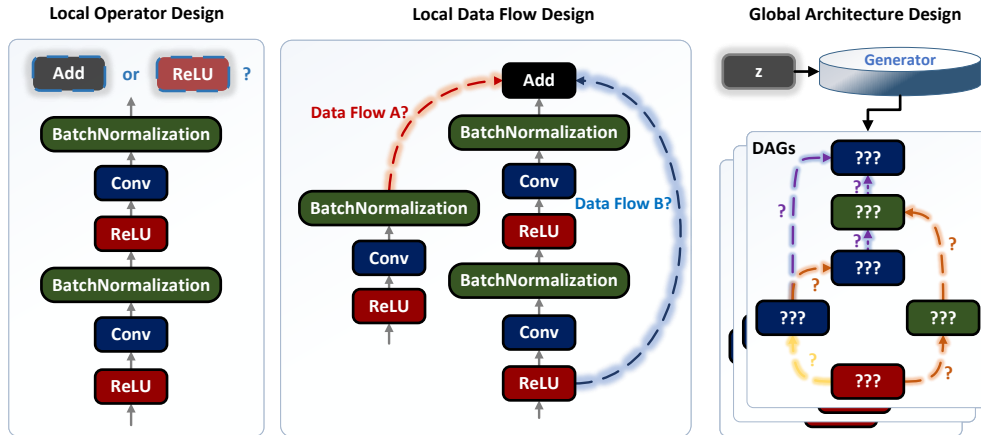 Local Operator Design
Add or ReLU ?
BatchNormalization
Conv
ReLU
BatchNormalization
Conv
ReLU
Local Data Flow Design
Add
Data Flow A?
BatchNormalization
Conv
Data Flow B?
BatchNormalization
ReLU
Conv
BatchNormalization
ReLU
Conv
ReLU
Global Architecture Design
z
Generator
DAGs
???
?
?
???
?
?
???
?
?
???
???
?
?
???